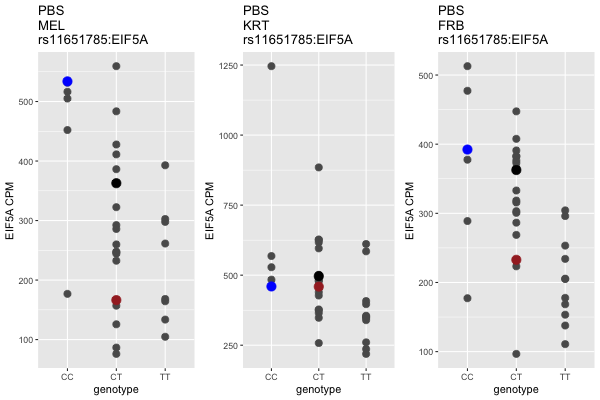 PBS
MEL
rs11651785:EIF5A
EIF5A CPM
500
400
300
200
100
CC CT TT
genotype
PBS
KRT
rs11651785:EIF5A
EIF5A CPM
1250
1000
750
500
250
CC CT TT
genotype
PBS
FRB
rs11651785:EIF5A
EIF5A CPM
500
400
300
200
100
CC CT TT
genotype